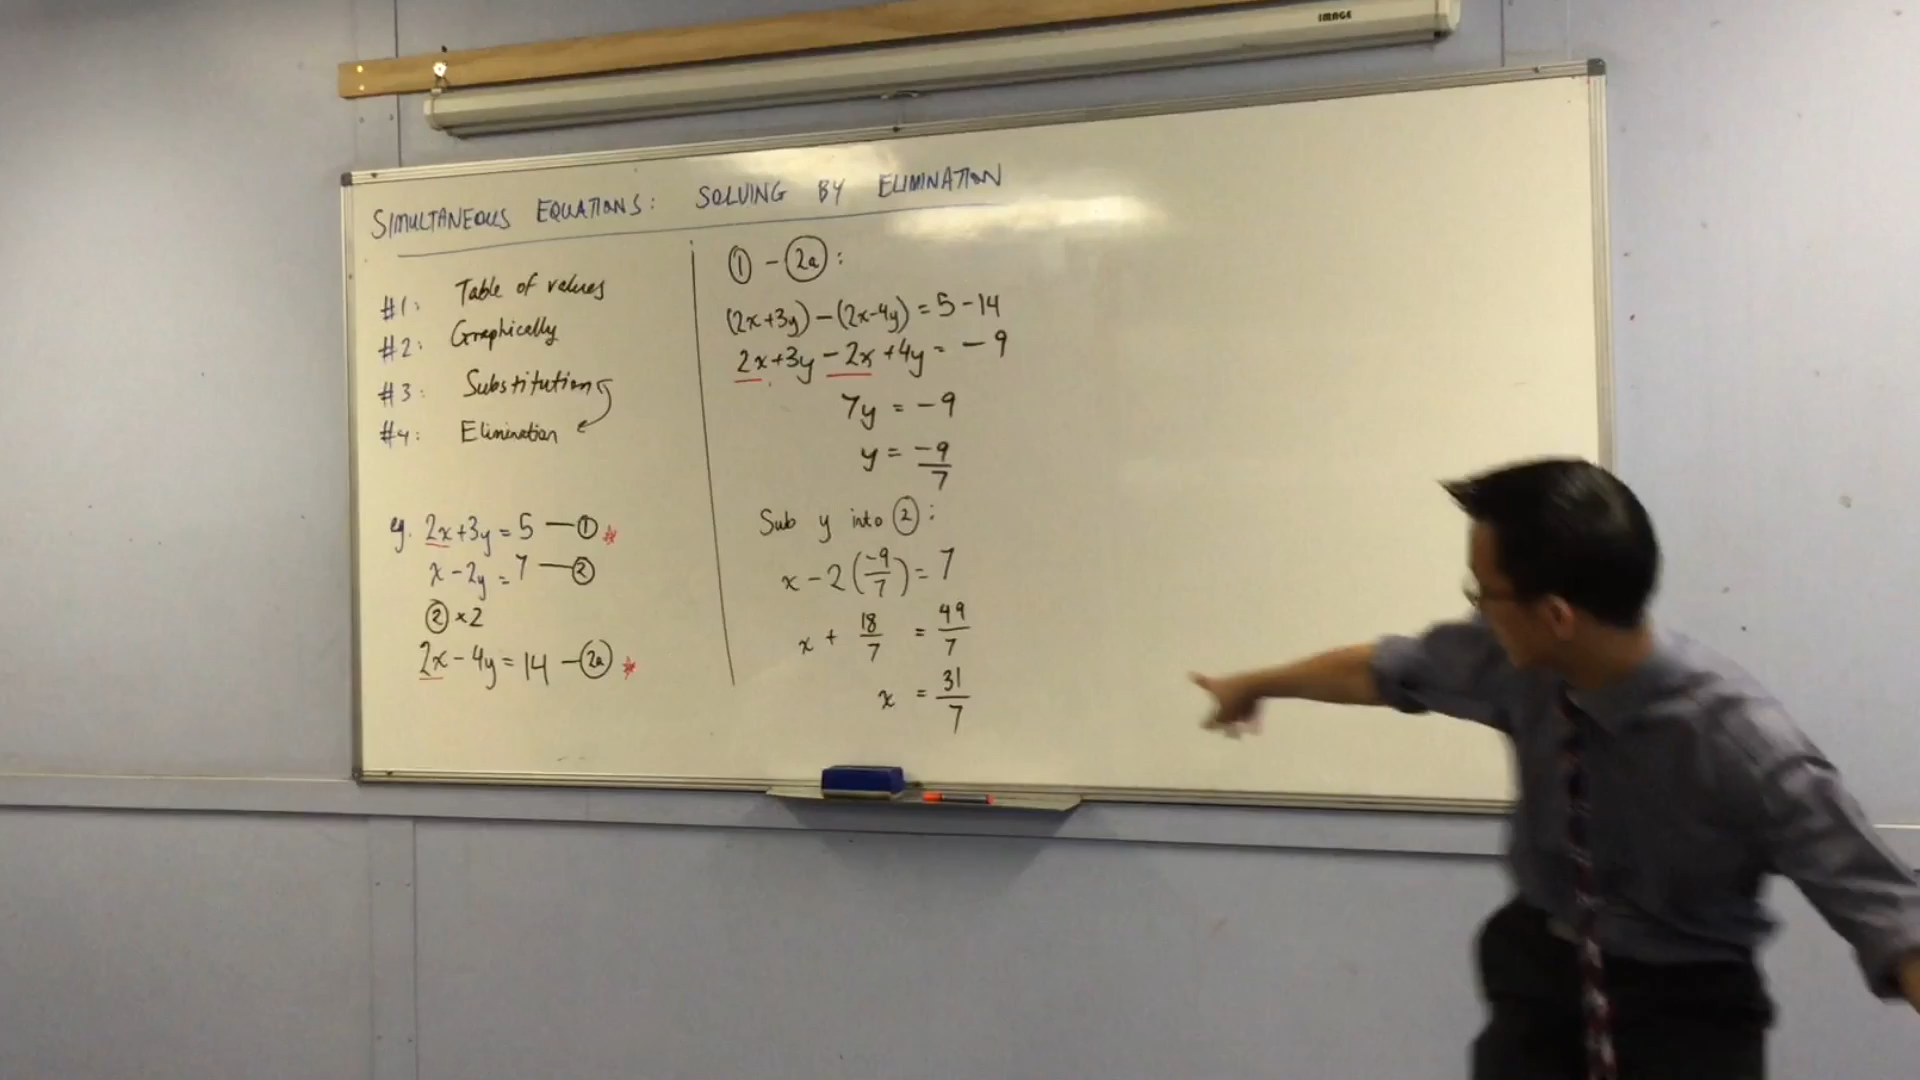 IMAGE
SIMULTANEOUS EQUATIONS: SOLVING BY ELIMINATION
#1: Table of values
#2: Graphically
#3: Substitution
#4: Elimination
eg. 2x+3y=5 —①*
x-2y=7 —②
② ×2
2x-4y=14 —(2a) *
① - (2a):
(2x+3y)-(2x-4y)=5-14
2x+3y-2x+4y=-9
7y=-9
y=-9/7
Sub y into ②:
x-2(-9/7)=7
x+18/7=49/7
x=31/7